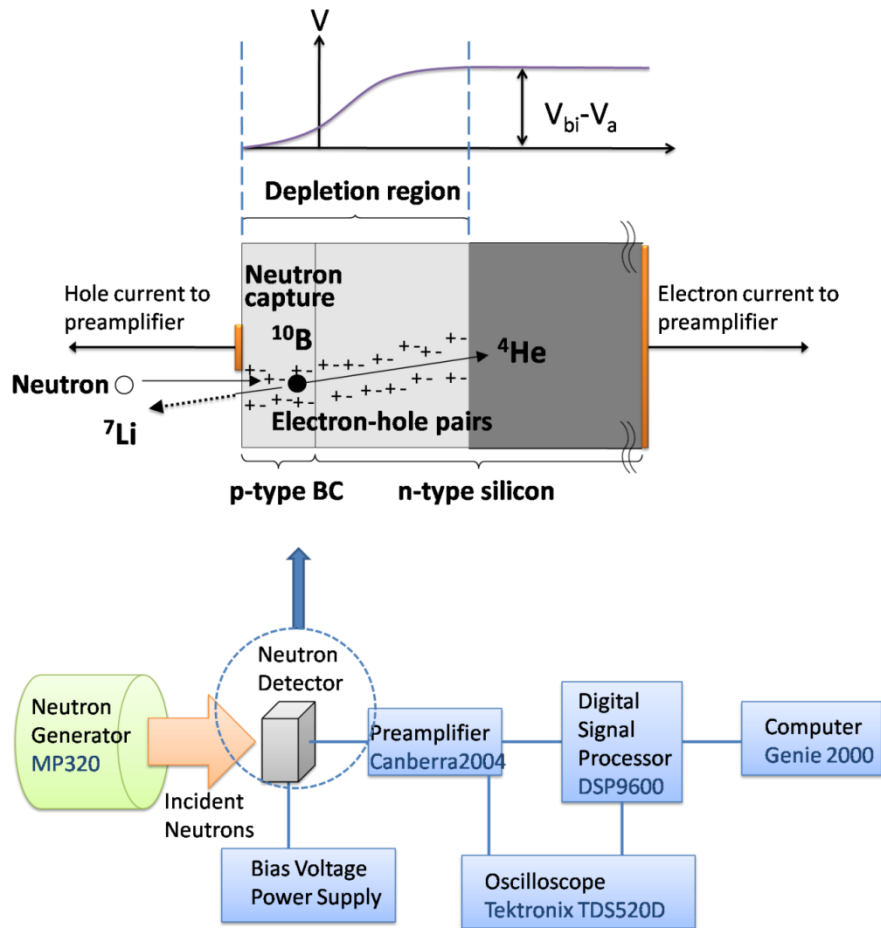 V
V_bi-V_a
Depletion region
Neutron
capture
Hole current to
preamplifier
Electron current to
preamplifier
¹⁰B
⁴He
+- +- +- +- +- +- +- +- +-
Neutron
+- +- +- +- +- +- +- +-
⁷Li
Electron-hole pairs
p-type BC
n-type silicon
Neutron
Detector
Neutron
Generator
MP320
Incident
Neutrons
Preamplifier
Canberra2004
Digital
Signal
Processor
DSP9600
Computer
Genie 2000
Bias Voltage
Power Supply
Oscilloscope
Tektronix TDS520D